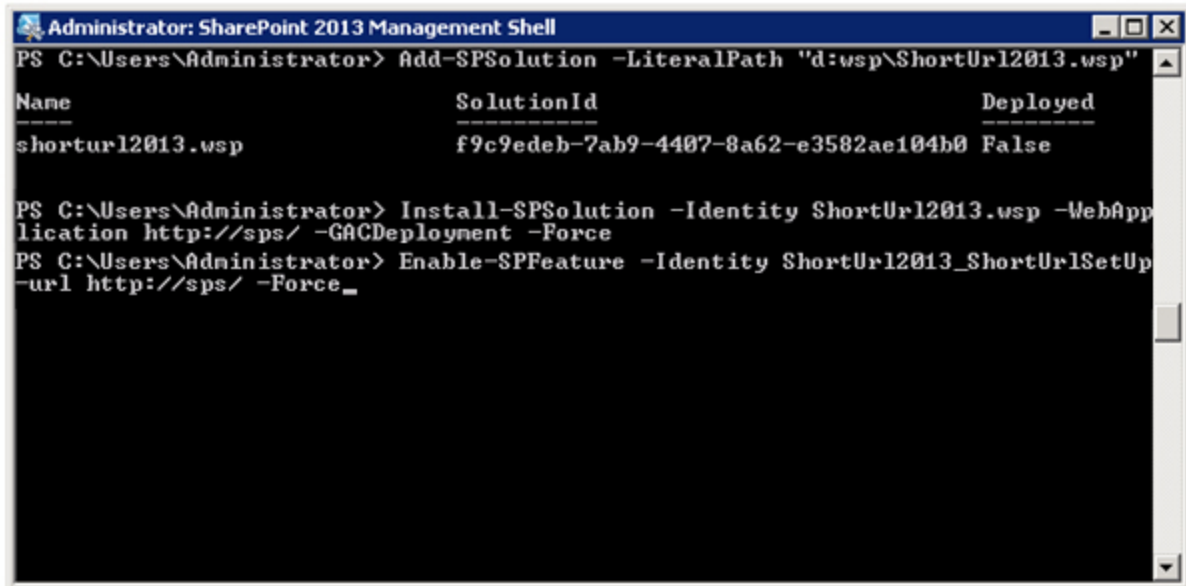 Administrator: SharePoint 2013 Management Shell
PS C:\Users\Administrator> Add-SPSolution -LiteralPath "d:wsp\ShortUrl2013.wsp"
Name SolutionId Deployed
---- ---------- --------
shorturl2013.wsp f9c9edeb-7ab9-4407-8a62-e3582ae104b0 False
PS C:\Users\Administrator> Install-SPSolution -Identity ShortUrl2013.wsp -WebApp
lication http://sps/ -GACDeployment -Force
PS C:\Users\Administrator> Enable-SPFeature -Identity ShortUrl2013_ShortUrlSetUp
-url http://sps/ -Force_